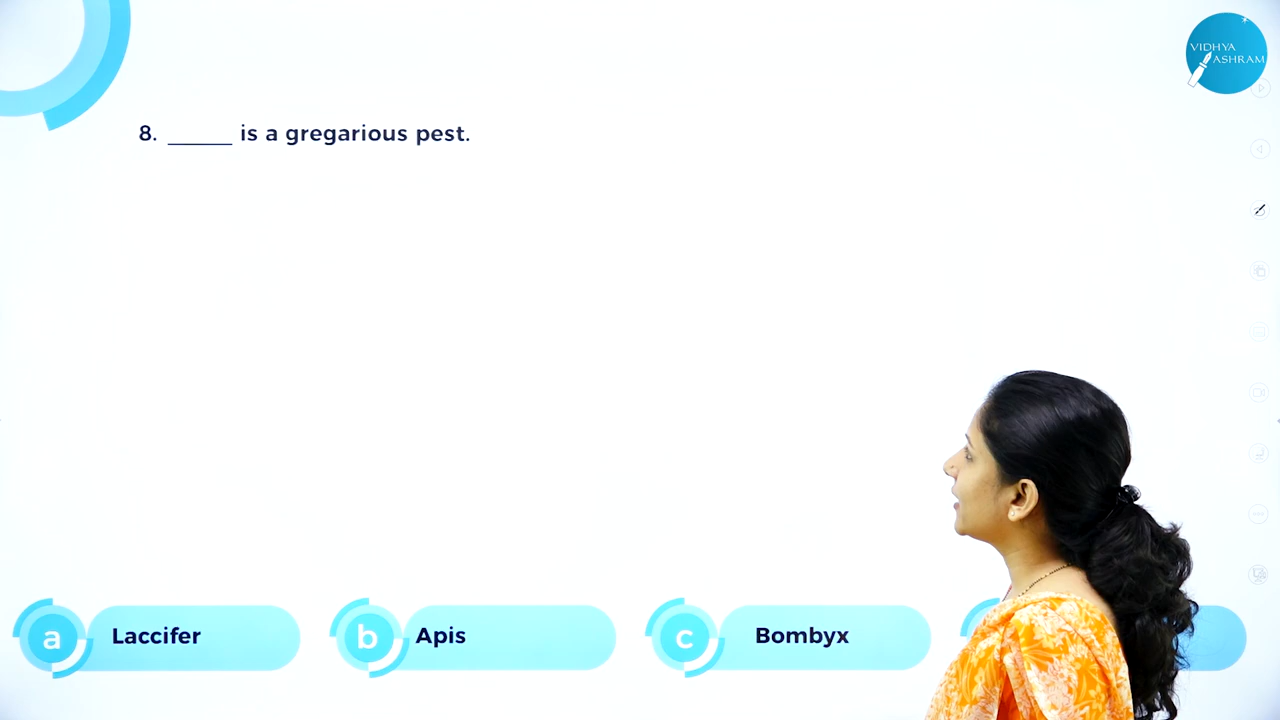 VIDHYA
ASHRAM
8. ______ is a gregarious pest.
a Laccifer
b Apis
c Bombyx